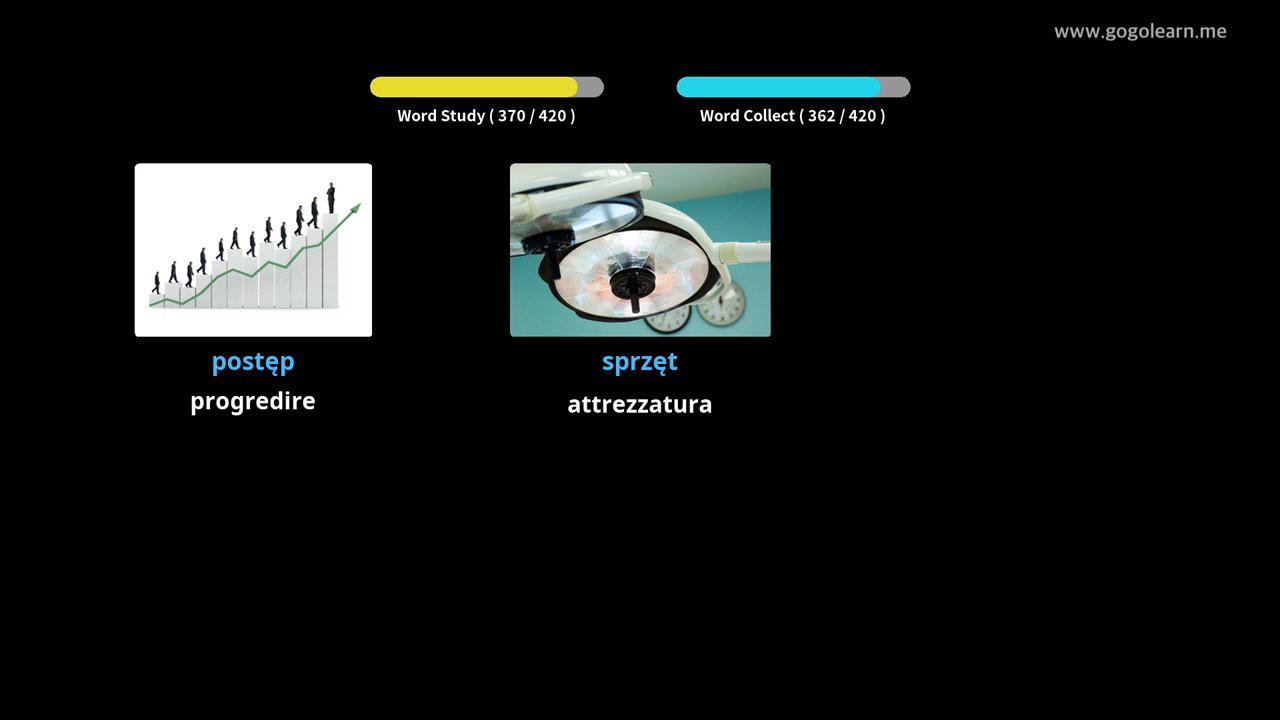 www.gogolearn.me
Word Study ( 370 / 420 )
Word Collect ( 362 / 420 )
postęp
progredire
sprzęt
attrezzatura